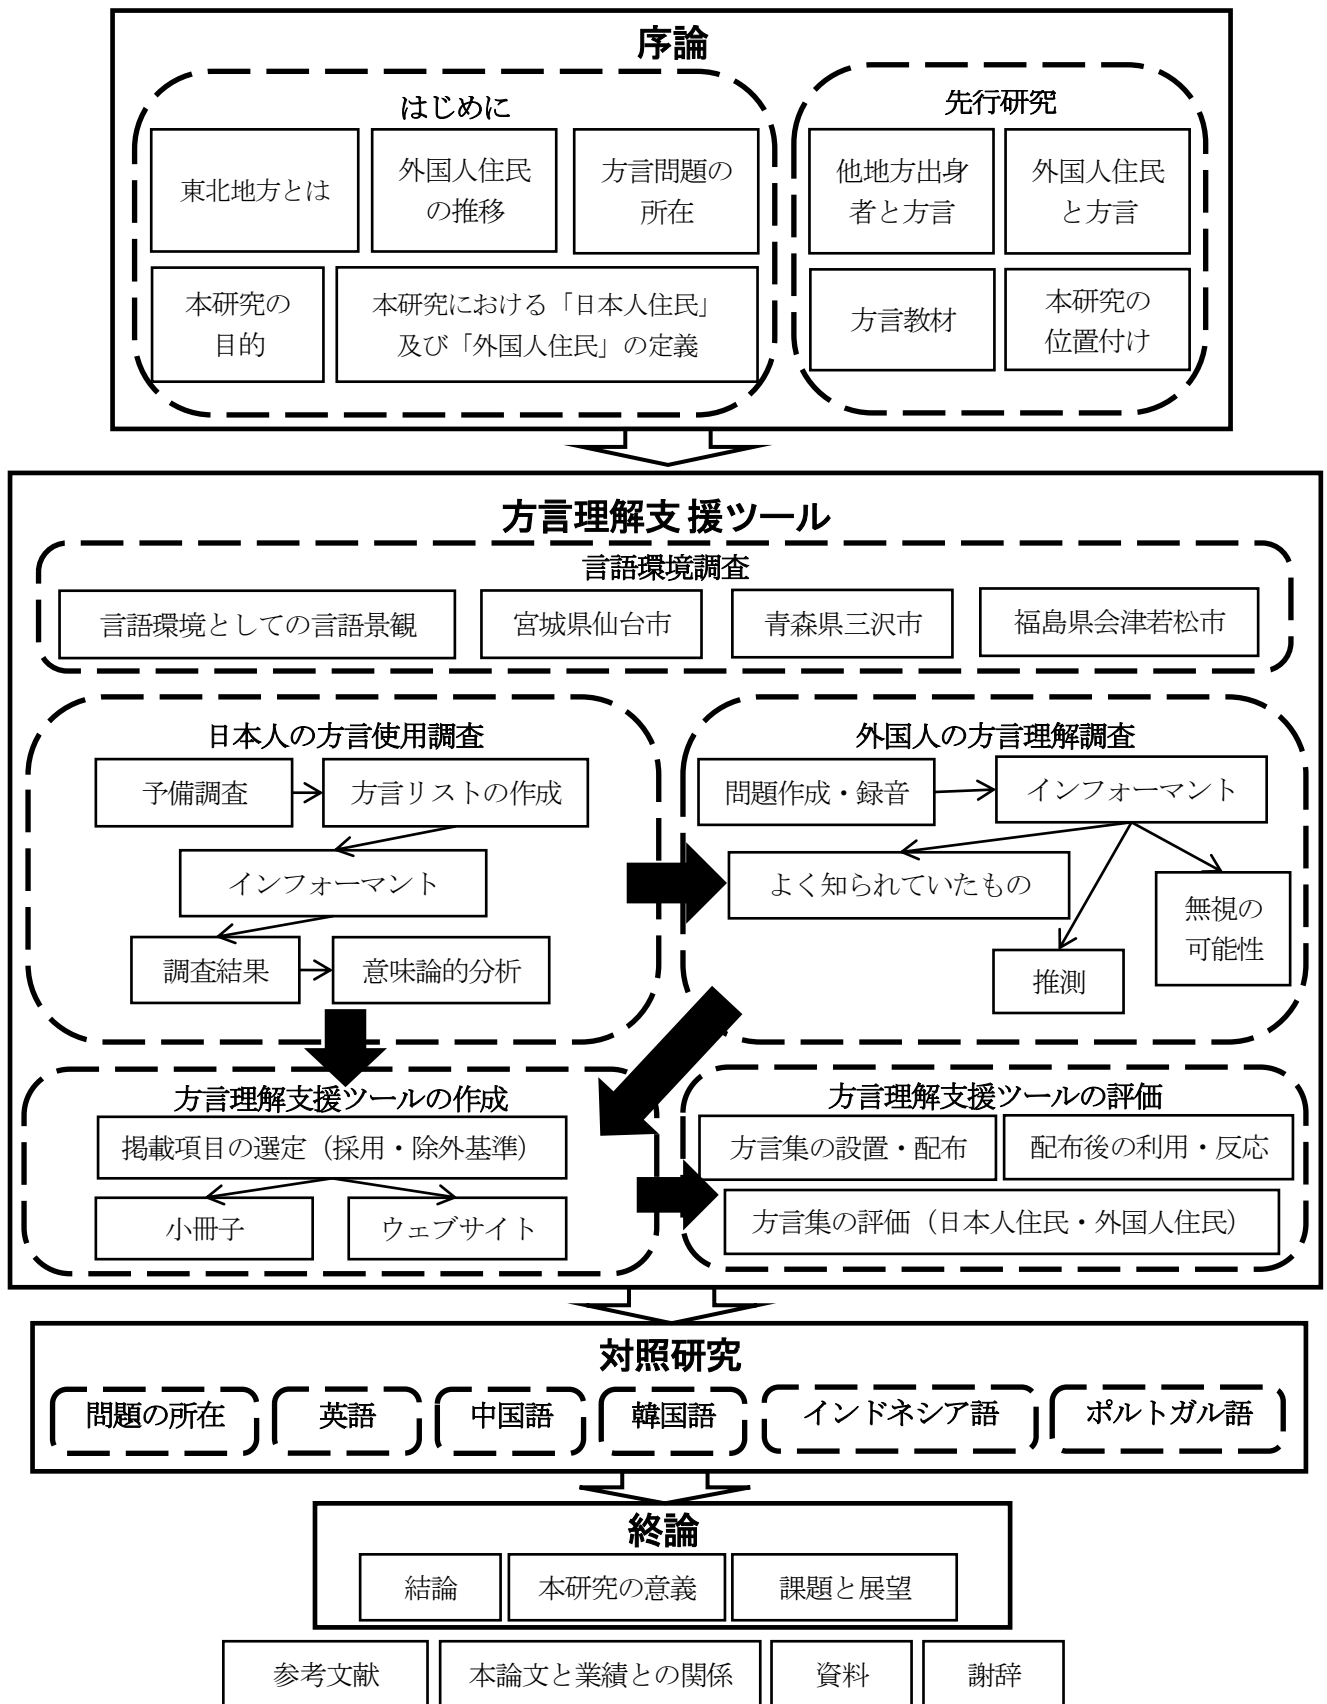 序論
はじめに
東北地方とは
外国人住民
の推移
方言問題の
所在
本研究の
目的
本研究における「日本人住民」
及び「外国人住民」の定義
先行研究
他地方出身
者と方言
外国人住民
と方言
方言教材
本研究の
位置付け
方言理解支援ツール
言語環境調査
言語環境としての言語景観
宮城県仙台市
青森県三沢市
福島県会津若松市
日本人の方言使用調査
予備調査
方言リストの作成
インフォーマント
調査結果
意味論的分析
外国人の方言理解調査
問題作成・録音
インフォーマント
よく知られていたもの
無視の
可能性
推測
方言理解支援ツールの作成
掲載項目の選定（採用・除外基準）
小冊子
ウェブサイト
方言理解支援ツールの評価
方言集の設置・配布
配布後の利用・反応
方言集の評価（日本人住民・外国人住民）
対照研究
問題の所在
英語
中国語
韓国語
インドネシア語
ポルトガル語
終論
結論
本研究の意義
課題と展望
参考文献
本論文と業績との関係
資料
謝辞